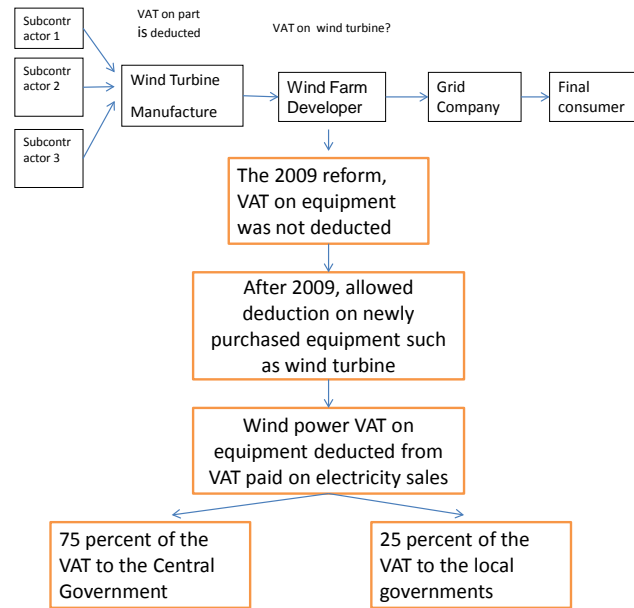 Subcontr
actor 1
VAT on part
is deducted
VAT on wind turbine?
Subcontr
actor 2
Wind Turbine
Manufacture
Wind Farm
Developer
Grid
Company
Final
consumer
Subcontr
actor 3
The 2009 reform,
VAT on equipment
was not deducted
After 2009, allowed
deduction on newly
purchased equipment such
as wind turbine
Wind power VAT on
equipment deducted from
VAT paid on electricity sales
75 percent of the
VAT to the Central
Government
25 percent of the
VAT to the local
governments